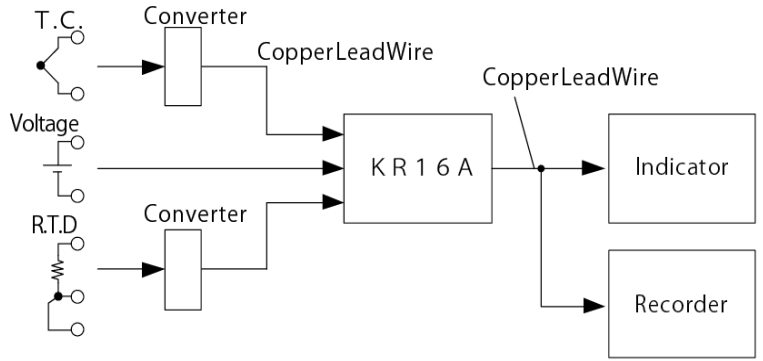 T.C.
Converter
CopperLeadWire
CopperLeadWire
Voltage
KR16A
Indicator
Converter
R.T.D
Recorder